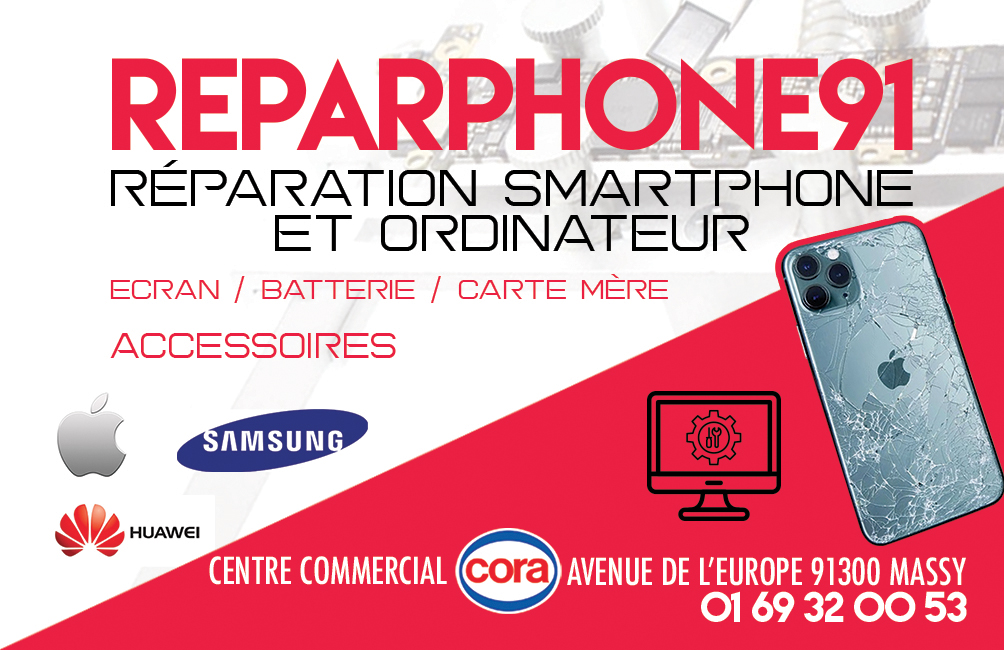 REPARPHONE91
RÉPARATION SMARTPHONE
ET ORDINATEUR
ECRAN / BATTERIE / CARTE MÈRE
ACCESSOIRES
SAMSUNG
HUAWEI
CENTRE COMMERCIAL cora AVENUE DE L'EUROPE 91300 MASSY
01 69 32 00 53